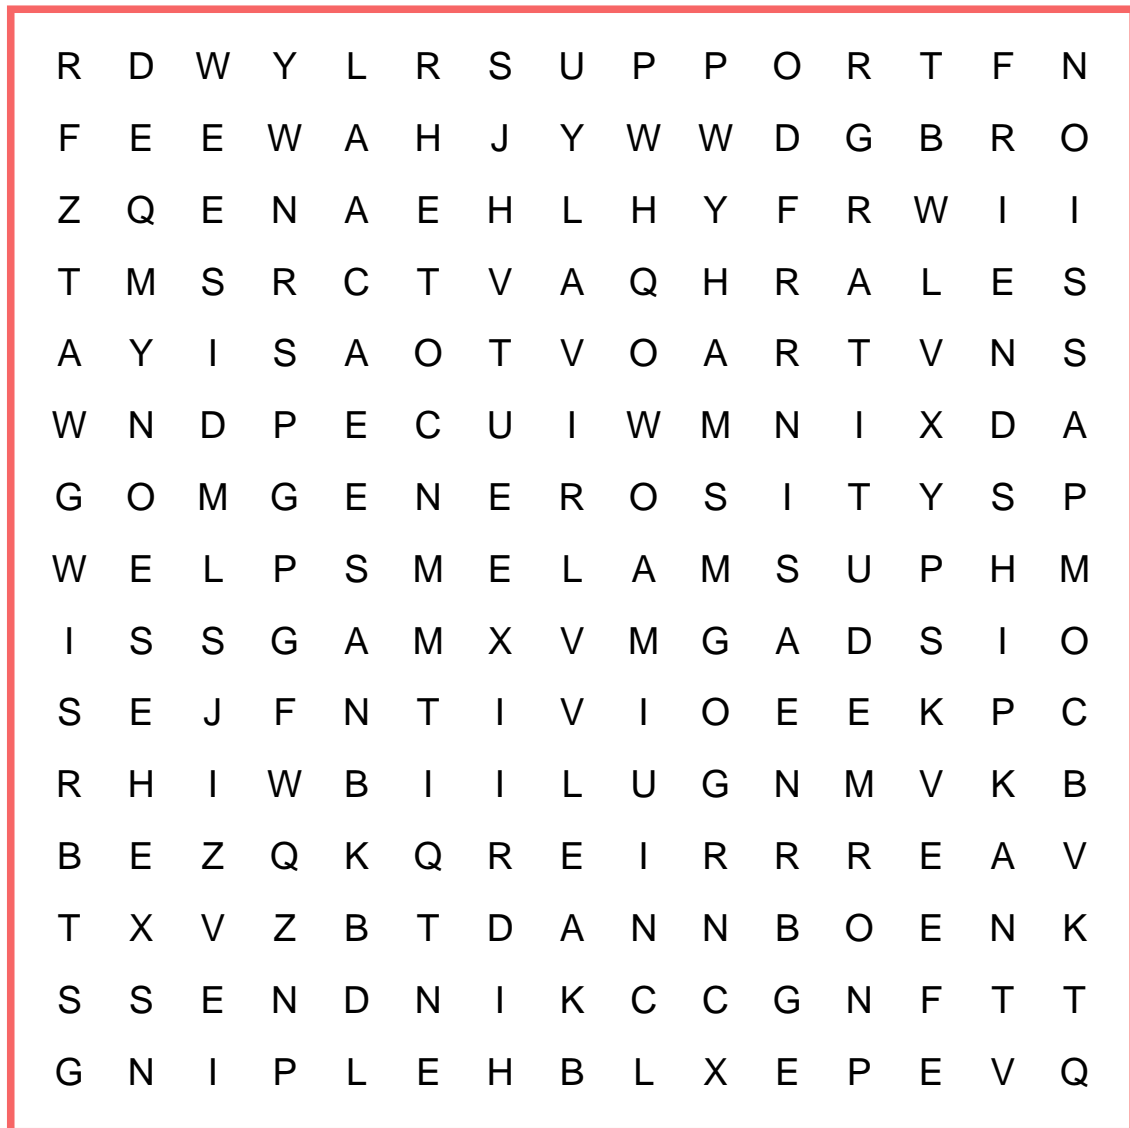 R D W Y L R S U P P O R T F N
F E E W A H J Y W W D G B R O
Z Q E N A E H L H Y F R W I I
T M S R C T V A Q H R A L E S
A Y I S A O T V O A R T V N S
W N D P E C U I W M N I X D A
G O M G E N E R O S I T Y S P
W E L P S M E L A M S U P H M
I S S G A M X V M G A D S I O
S E J F N T I V I O E E K P C
R H I W B I I L U G N M V K B
B E Z Q K Q R E I R R R E A V
T X V Z B T D A N N B O E N K
S S E N D N I K C C G N F T T
G N I P L E H B L X E P E V Q